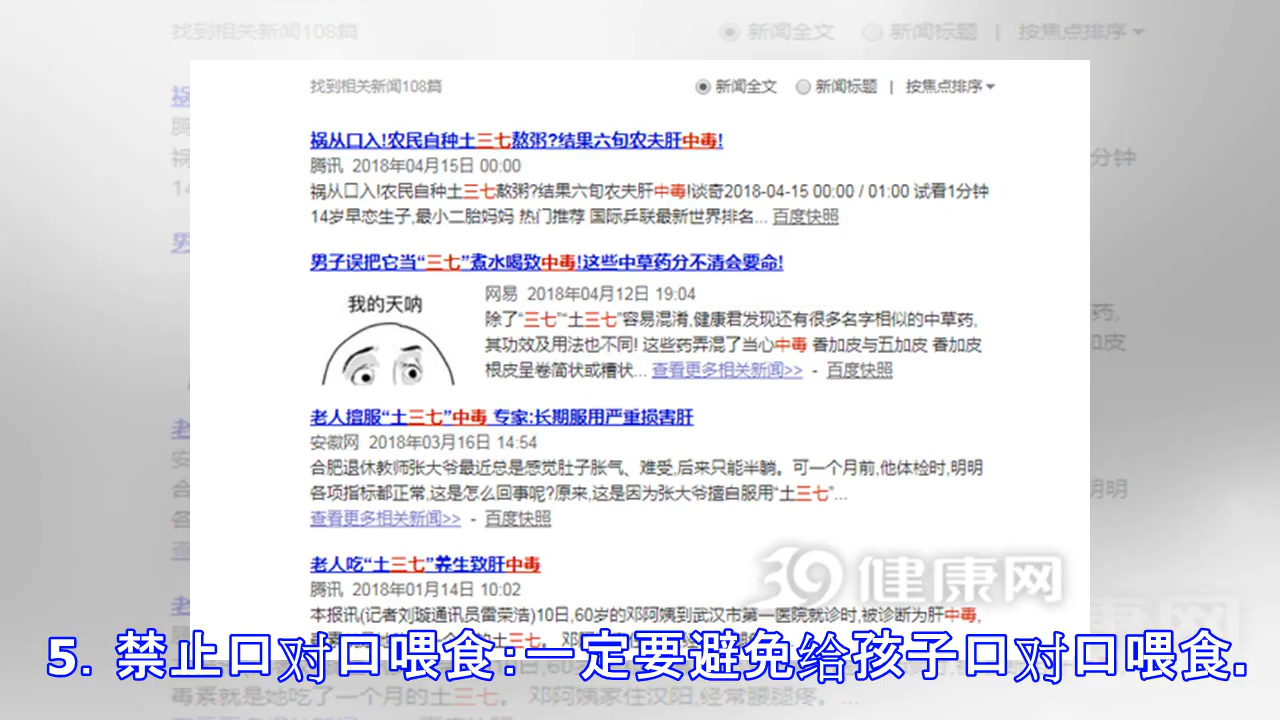 找到相关新闻108篇
新闻全文 新闻标题 | 按焦点排序
祸从口入!农民自种土三七熬粥?结果六旬农夫肝中毒!
腾讯 2018年04月15日 00:00
祸从口入!农民自种土三七熬粥?结果六旬农夫肝中毒!谈奇2018-04-15 00:00 / 01:00 试看1分钟
14岁早恋生子,最小二胎妈妈 热门推荐 国际乒联最新世界排名... 百度快照
男子误把它当“三七”煮水喝致中毒!这些中草药分不清会要命!
我的天呐
网易 2018年04月12日 19:04
除了“三七”“土三七”容易混淆,健康君发现还有很多名字相似的中草药,
其功效及用法也不同! 这些药弄混了当心中毒 香加皮与五加皮 香加皮
根皮呈卷筒状或槽状... 查看更多相关新闻>> - 百度快照
老人擅服“土三七”中毒 专家:长期服用严重损害肝
安徽网 2018年03月16日 14:54
合肥退休教师张大爷最近总是感觉肚子胀气、难受,后来只能半躺。可一个月前,他体检时,明明
各项指标都正常,这是怎么回事呢?原来,这是因为张大爷擅自服用“土三七”...
查看更多相关新闻>> - 百度快照
老人吃“土三七”养生致肝中毒
腾讯 2018年01月14日 10:02
本报讯(记者刘璇通讯员雷荣浩)10日,60岁的邓阿姨到武汉市第一医院就诊时,被诊断为肝中毒,
39健康网
5. 禁止口对口喂食:一定要避免给孩子口对口喂食.
毒素就是她吃了一个月的土三七。 邓阿姨家住汉阳,经常腰腿疼。...